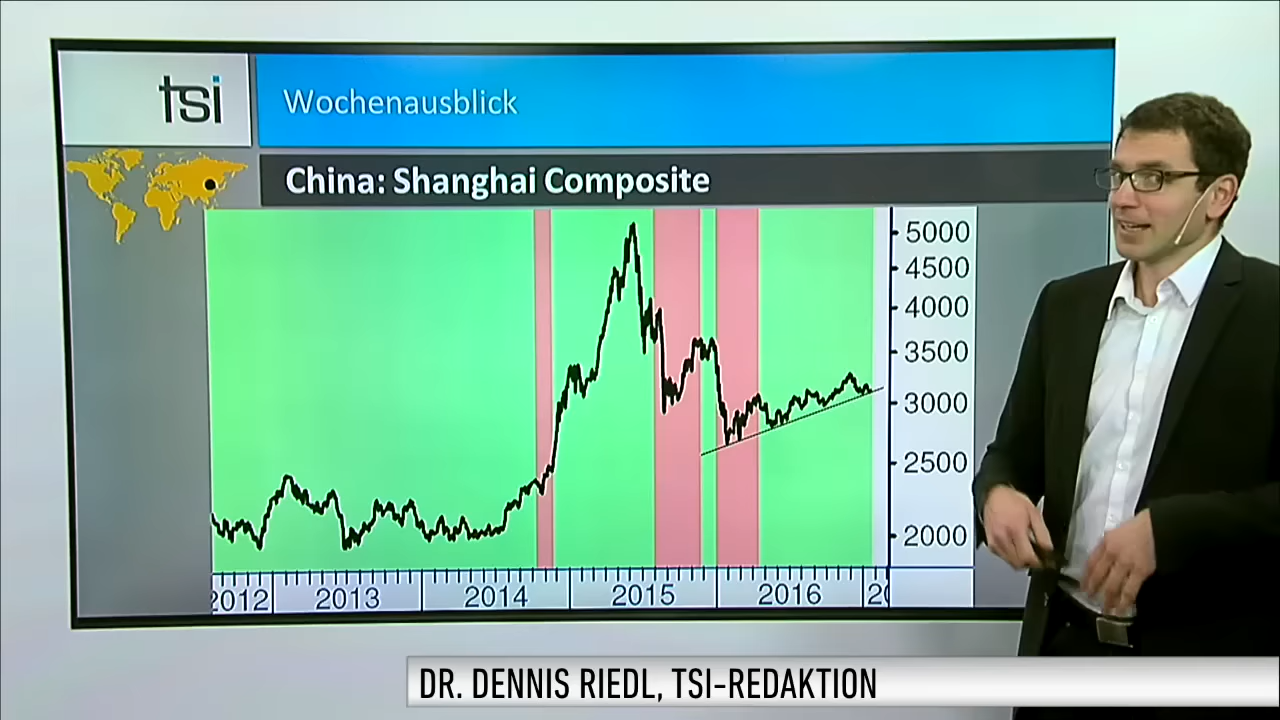 tsi
Wochenausblick
China: Shanghai Composite
5000
4500
4000
3500
3000
2500
2000
2012 2013 2014 2015 2016 20
DR. DENNIS RIEDL, TSI-REDAKTION